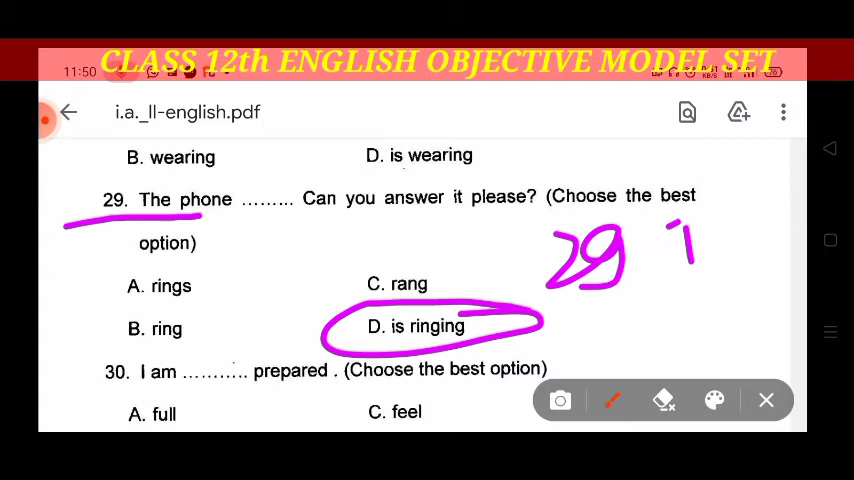 CLASS 12th ENGLISH OBJECTIVE MODEL SET
11:50
i.a._ll-english.pdf
B. wearing D. is wearing
29. The phone ......... Can you answer it please? (Choose the best
option)
29
A. rings C. rang
B. ring D. is ringing
30. I am ........... prepared . (Choose the best option)
A. full C. feel